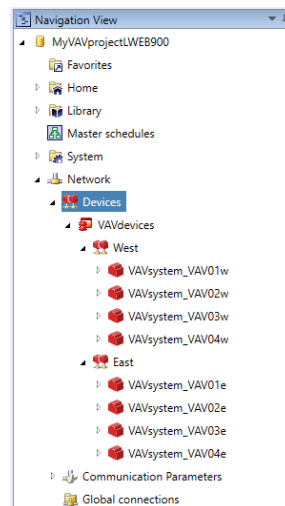 Navigation View
MyVAVprojectLWEB900
Favorites
Home
Library
Master schedules
System
Network
Devices
VAVdevices
West
VAVsystem_VAV01w
VAVsystem_VAV02w
VAVsystem_VAV03w
VAVsystem_VAV04w
East
VAVsystem_VAV01e
VAVsystem_VAV02e
VAVsystem_VAV03e
VAVsystem_VAV04e
Communication Parameters
Global connections